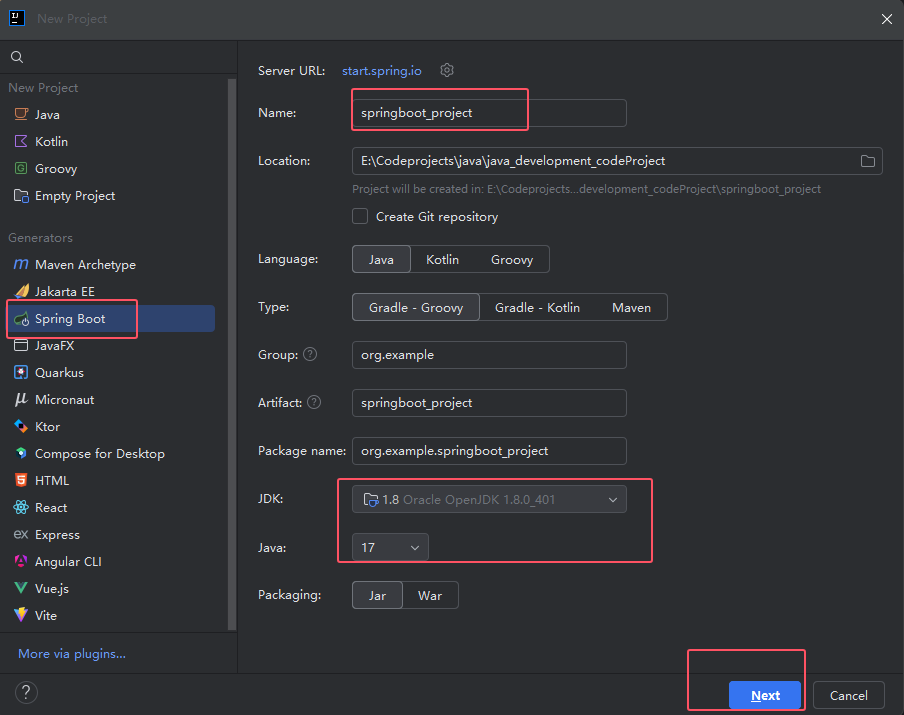 New Project
New Project
Java
Kotlin
Groovy
Empty Project
Generators
Maven Archetype
Jakarta EE
Spring Boot
JavaFX
Quarkus
Micronaut
Ktor
Compose for Desktop
HTML
React
Express
Angular CLI
Vue.js
Vite
More via plugins...
Server URL: start.spring.io
Name: springboot_project
Location: E:\Codeprojects\java\java_development_codeProject
Project will be created in: E:\Codeprojects...development_codeProject\springboot_project
Create Git repository
Language: Java Kotlin Groovy
Type: Gradle - Groovy Gradle - Kotlin Maven
Group: org.example
Artifact: springboot_project
Package name: org.example.springboot_project
JDK: 1.8 Oracle OpenJDK 1.8.0_401
Java: 17
Packaging: Jar War
? Next Cancel